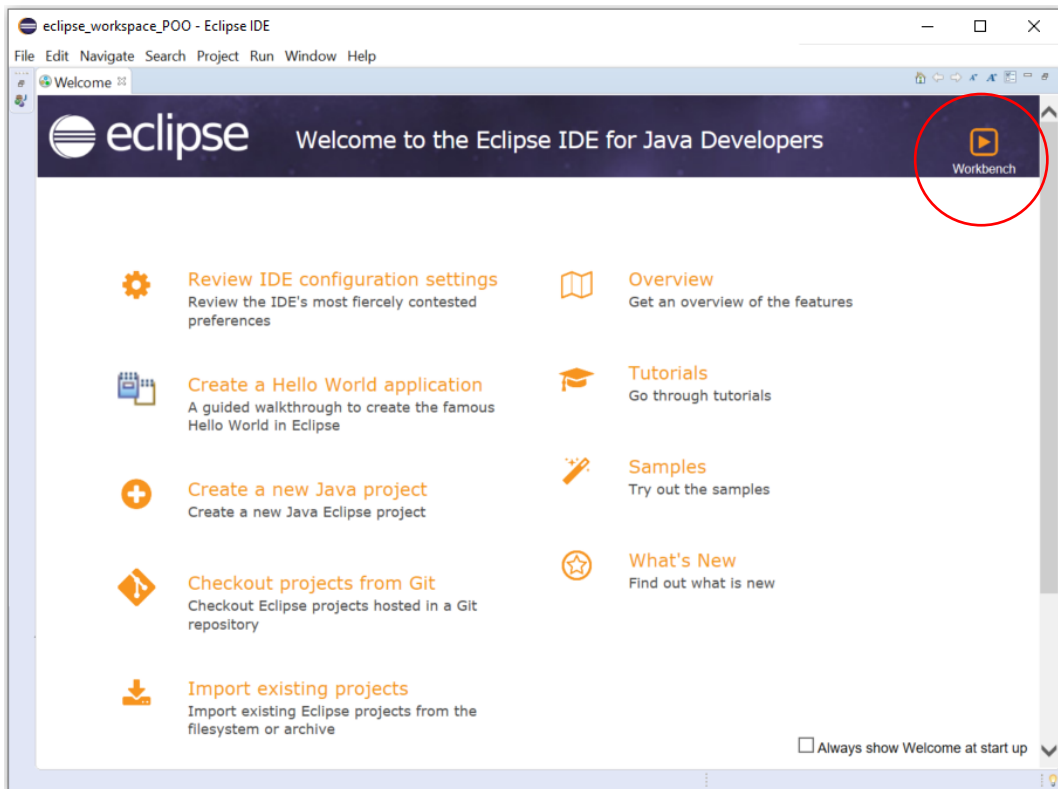 eclipse_workspace_POO - Eclipse IDE
File Edit Navigate Search Project Run Window Help
Welcome
eclipse
Welcome to the Eclipse IDE for Java Developers
Workbench
Review IDE configuration settings
Review the IDE's most fiercely contested
preferences
Create a Hello World application
A guided walkthrough to create the famous
Hello World in Eclipse
Create a new Java project
Create a new Java Eclipse project
Checkout projects from Git
Checkout Eclipse projects hosted in a Git
repository
Import existing projects
Import existing Eclipse projects from the
filesystem or archive
Overview
Get an overview of the features
Tutorials
Go through tutorials
Samples
Try out the samples
What's New
Find out what is new
Always show Welcome at start up